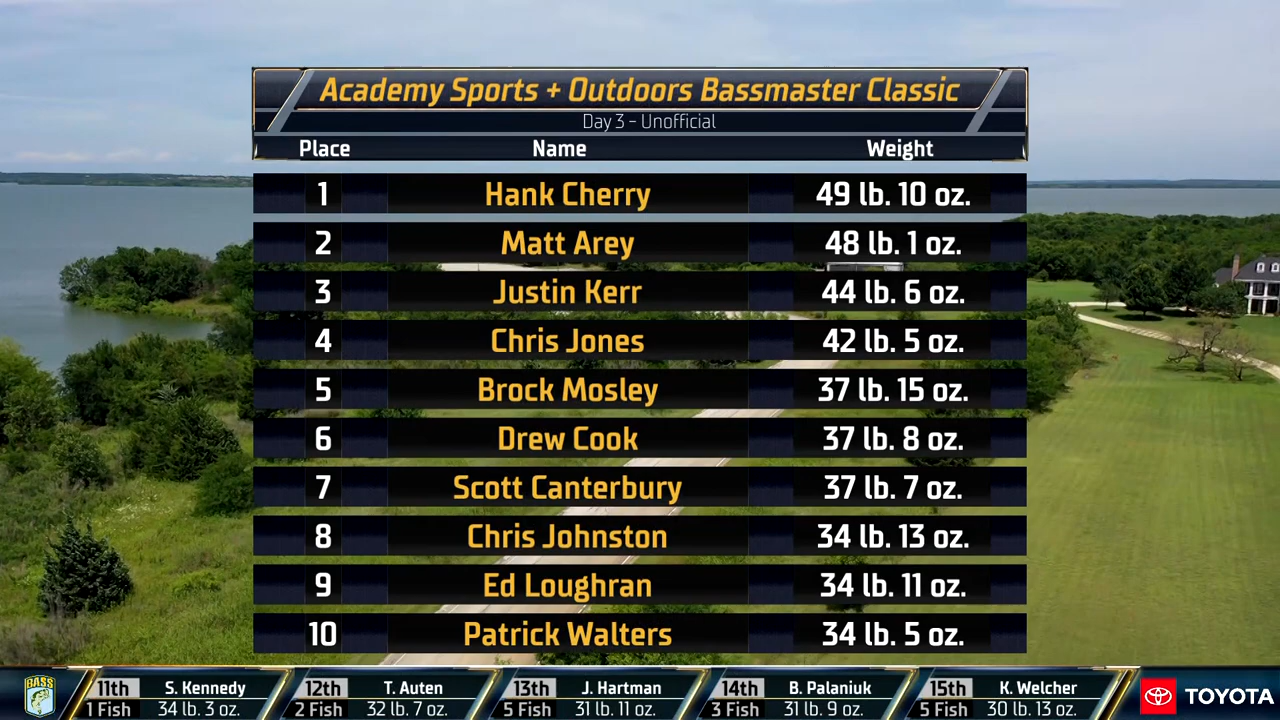 Academy Sports + Outdoors Bassmaster Classic
Day 3 - Unofficial
Place Name Weight
1 Hank Cherry 49 lb. 10 oz.
2 Matt Arey 48 lb. 1 oz.
3 Justin Kerr 44 lb. 6 oz.
4 Chris Jones 42 lb. 5 oz.
5 Brock Mosley 37 lb. 15 oz.
6 Drew Cook 37 lb. 8 oz.
7 Scott Canterbury 37 lb. 7 oz.
8 Chris Johnston 34 lb. 13 oz.
9 Ed Loughran 34 lb. 11 oz.
10 Patrick Walters 34 lb. 5 oz.
BASS
11th S. Kennedy
1 Fish 34 lb. 3 oz.
12th T. Auten
2 Fish 32 lb. 7 oz.
13th J. Hartman
5 Fish 31 lb. 11 oz.
14th B. Palaniuk
3 Fish 31 lb. 9 oz.
15th K. Welcher
5 Fish 30 lb. 13 oz.
TOYOTA